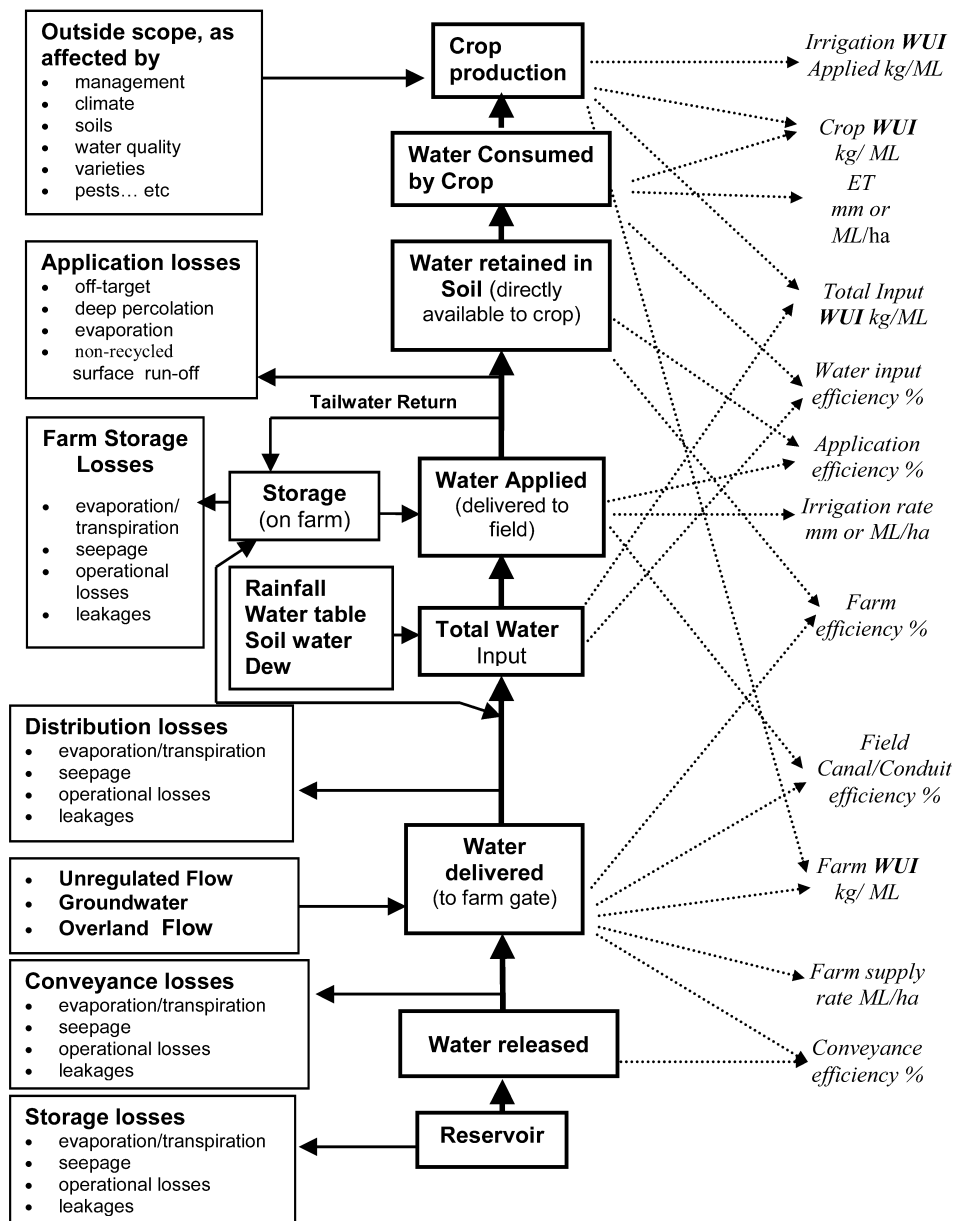 Outside scope, as
affected by
• management
• climate
• soils
• water quality
• varieties
• pests… etc
Crop
production
Irrigation WUI
Applied kg/ML
Water Consumed
by Crop
Crop WUI
kg/ ML
ET
mm or
ML/ha
Application losses
• off-target
• deep percolation
• evaporation
• non-recycled
surface run-off
Water retained in
Soil (directly
available to crop)
Total Input
WUI kg/ML
Water input
efficiency %
Tailwater Return
Farm Storage
Losses
• evaporation/
transpiration
• seepage
• operational
losses
• leakages
Storage
(on farm)
Water Applied
(delivered to
field)
Application
efficiency %
Irrigation rate
mm or ML/ha
Rainfall
Water table
Soil water
Dew
Total Water
Input
Farm
efficiency %
Distribution losses
• evaporation/transpiration
• seepage
• operational losses
• leakages
Field
Canal/Conduit
efficiency %
Water
delivered
(to farm gate)
• Unregulated Flow
• Groundwater
• Overland Flow
Farm WUI
kg/ ML
Conveyance losses
• evaporation/transpiration
• seepage
• operational losses
• leakages
Water released
Farm supply
rate ML/ha
Conveyance
efficiency %
Storage losses
• evaporation/transpiration
• seepage
• operational losses
• leakages
Reservoir